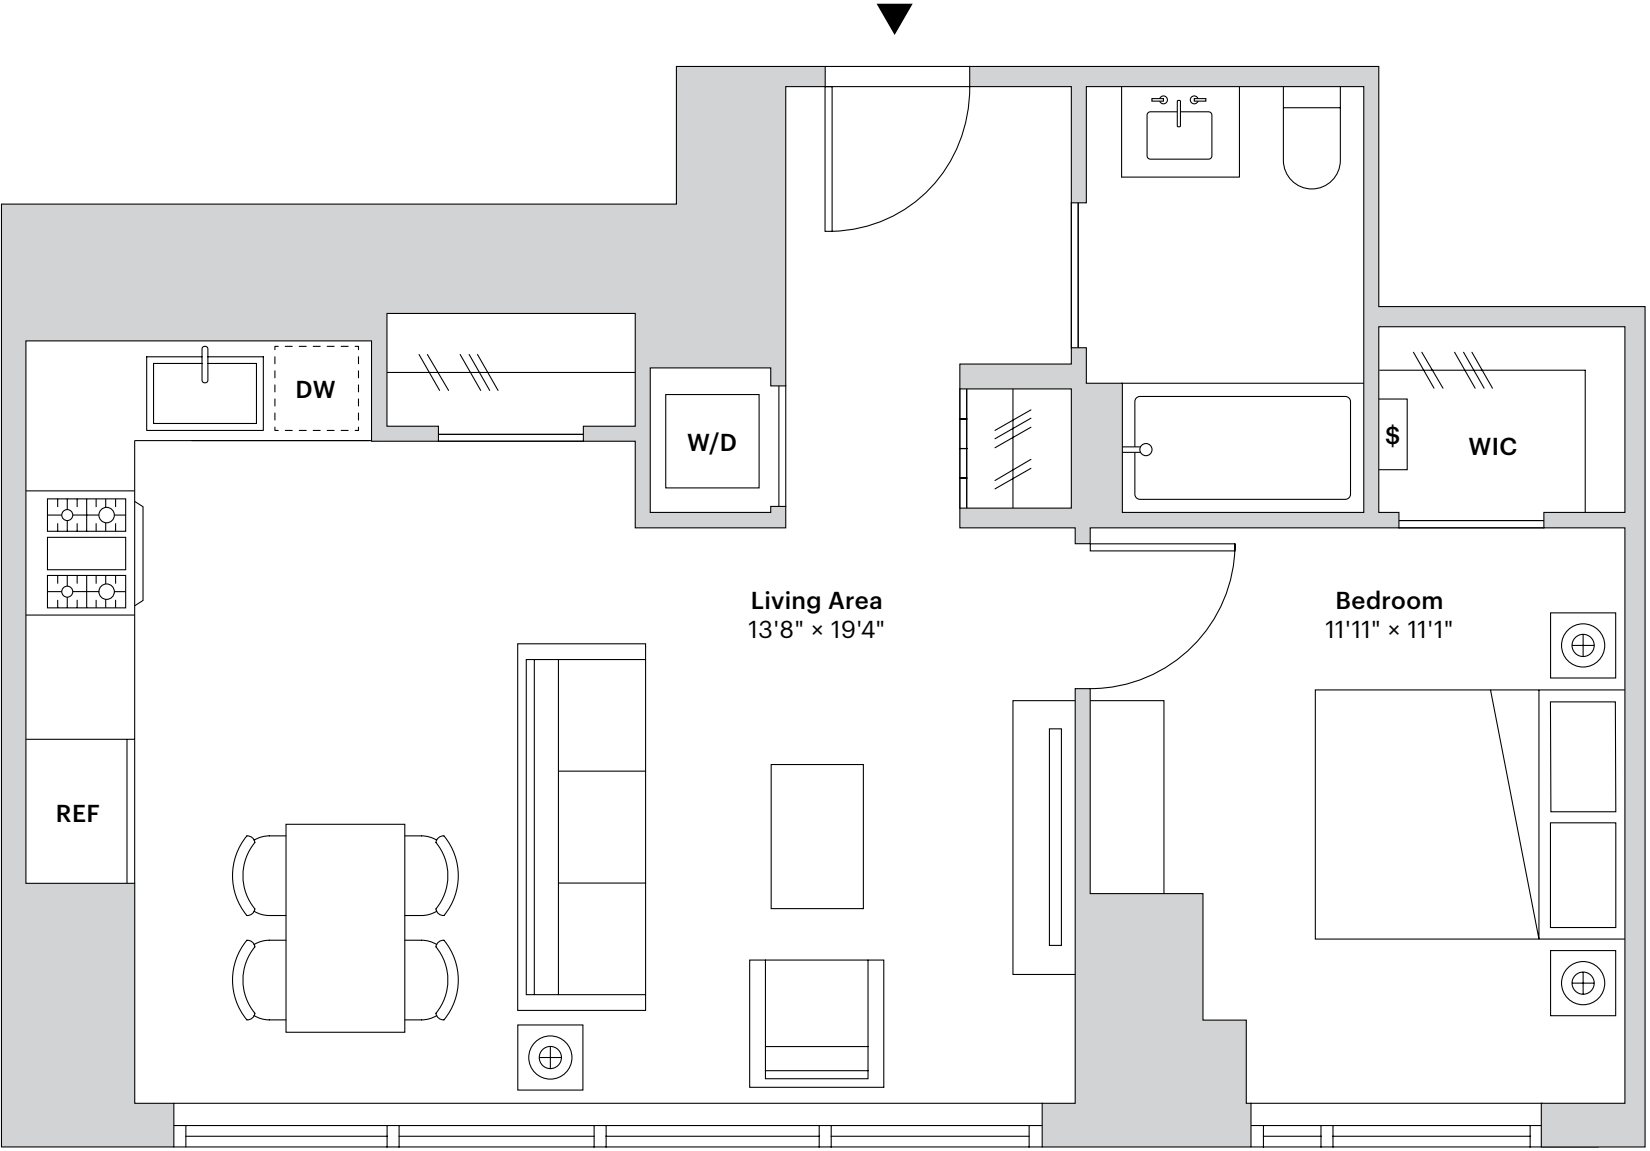 DW
W/D
$
WIC
Living Area
13'8" × 19'4"
Bedroom
11'11" × 11'1"
REF